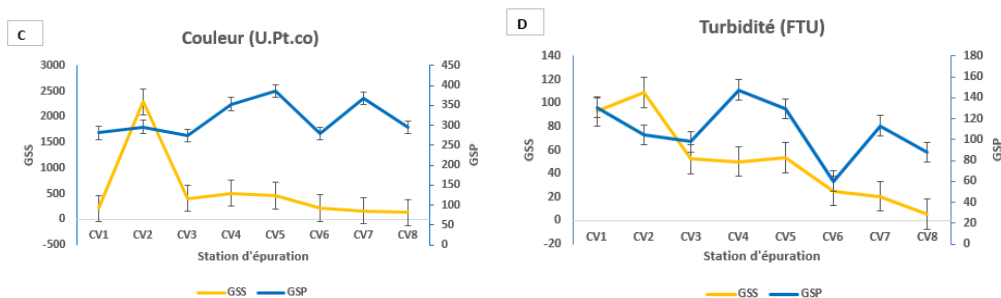 C
Couleur (U.Pt.co)
3000
2500
2000
1500
1000
500
0
-500
GSS
450
400
350
300
250
200
150
100
50
0
GSP
CV1 CV2 CV3 CV4 CV5 CV6 CV7 CV8
Station d'épuration
GSS GSP
D
Turbidité (FTU)
140
120
100
80
60
40
20
0
-20
GSS
180
160
140
120
100
80
60
40
20
0
GSP
CV1 CV2 CV3 CV4 CV5 CV6 CV7 CV8
Station d'épuration
GSS GSP